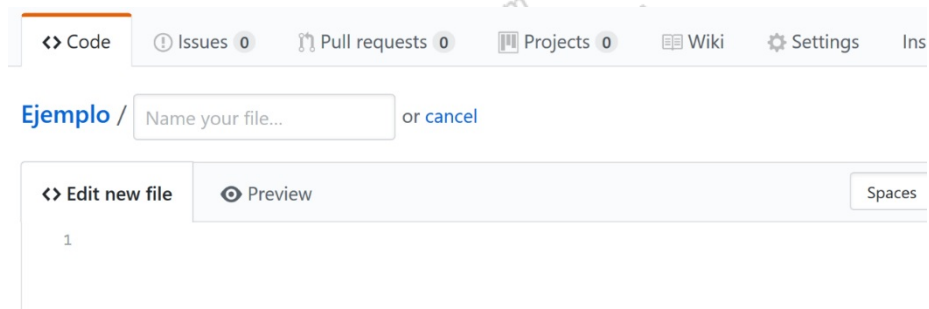 <> Code Issues 0 Pull requests 0 Projects 0 Wiki Settings Ins
Ejemplo / Name your file... or cancel
<> Edit new file Preview Spaces
1